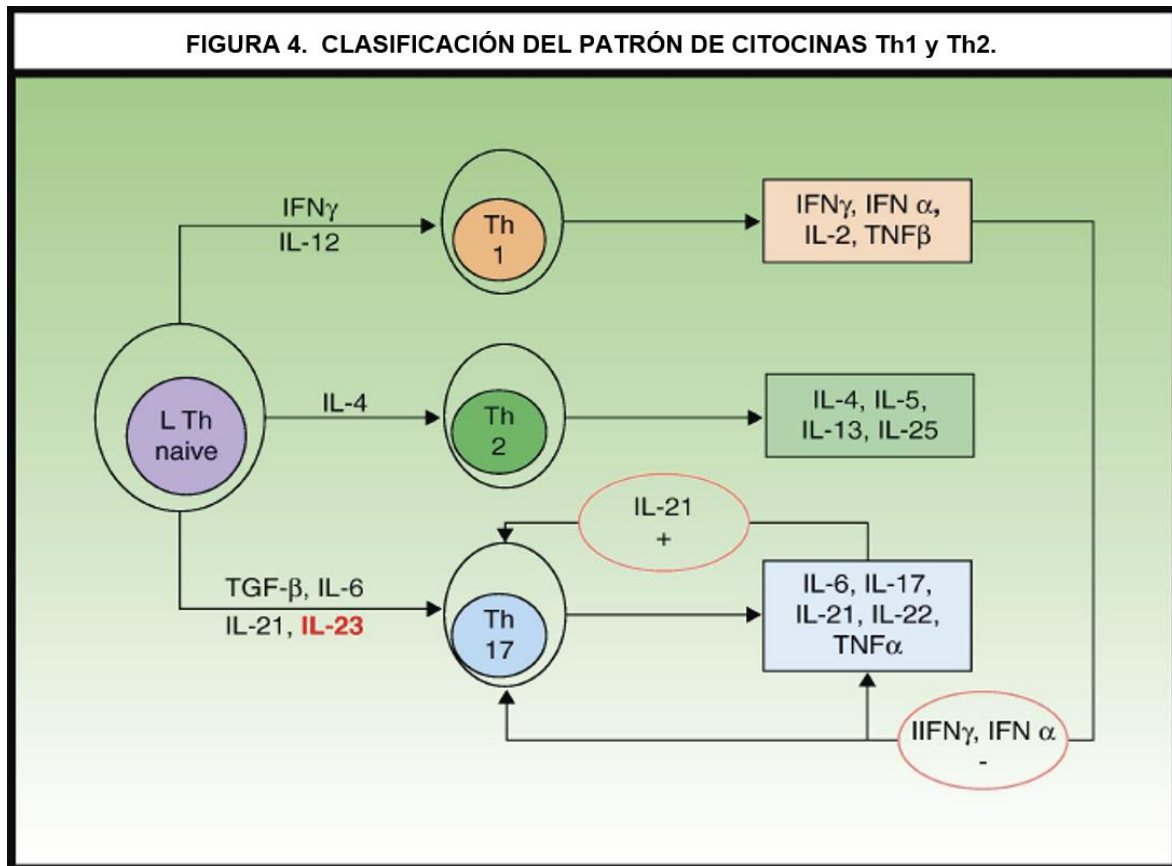 FIGURA 4.  CLASIFICACIÓN DEL PATRÓN DE CITOCINAS Th1 y Th2.
IFNγ
IL-12
Th
1
IFNγ, IFN α,
IL-2, TNFβ
L Th
naive
IL-4
Th
2
IL-4, IL-5,
IL-13, IL-25
IL-21
+
TGF-β, IL-6
IL-21, IL-23
Th
17
IL-6, IL-17,
IL-21, IL-22,
TNFα
IIFNγ, IFN α
-